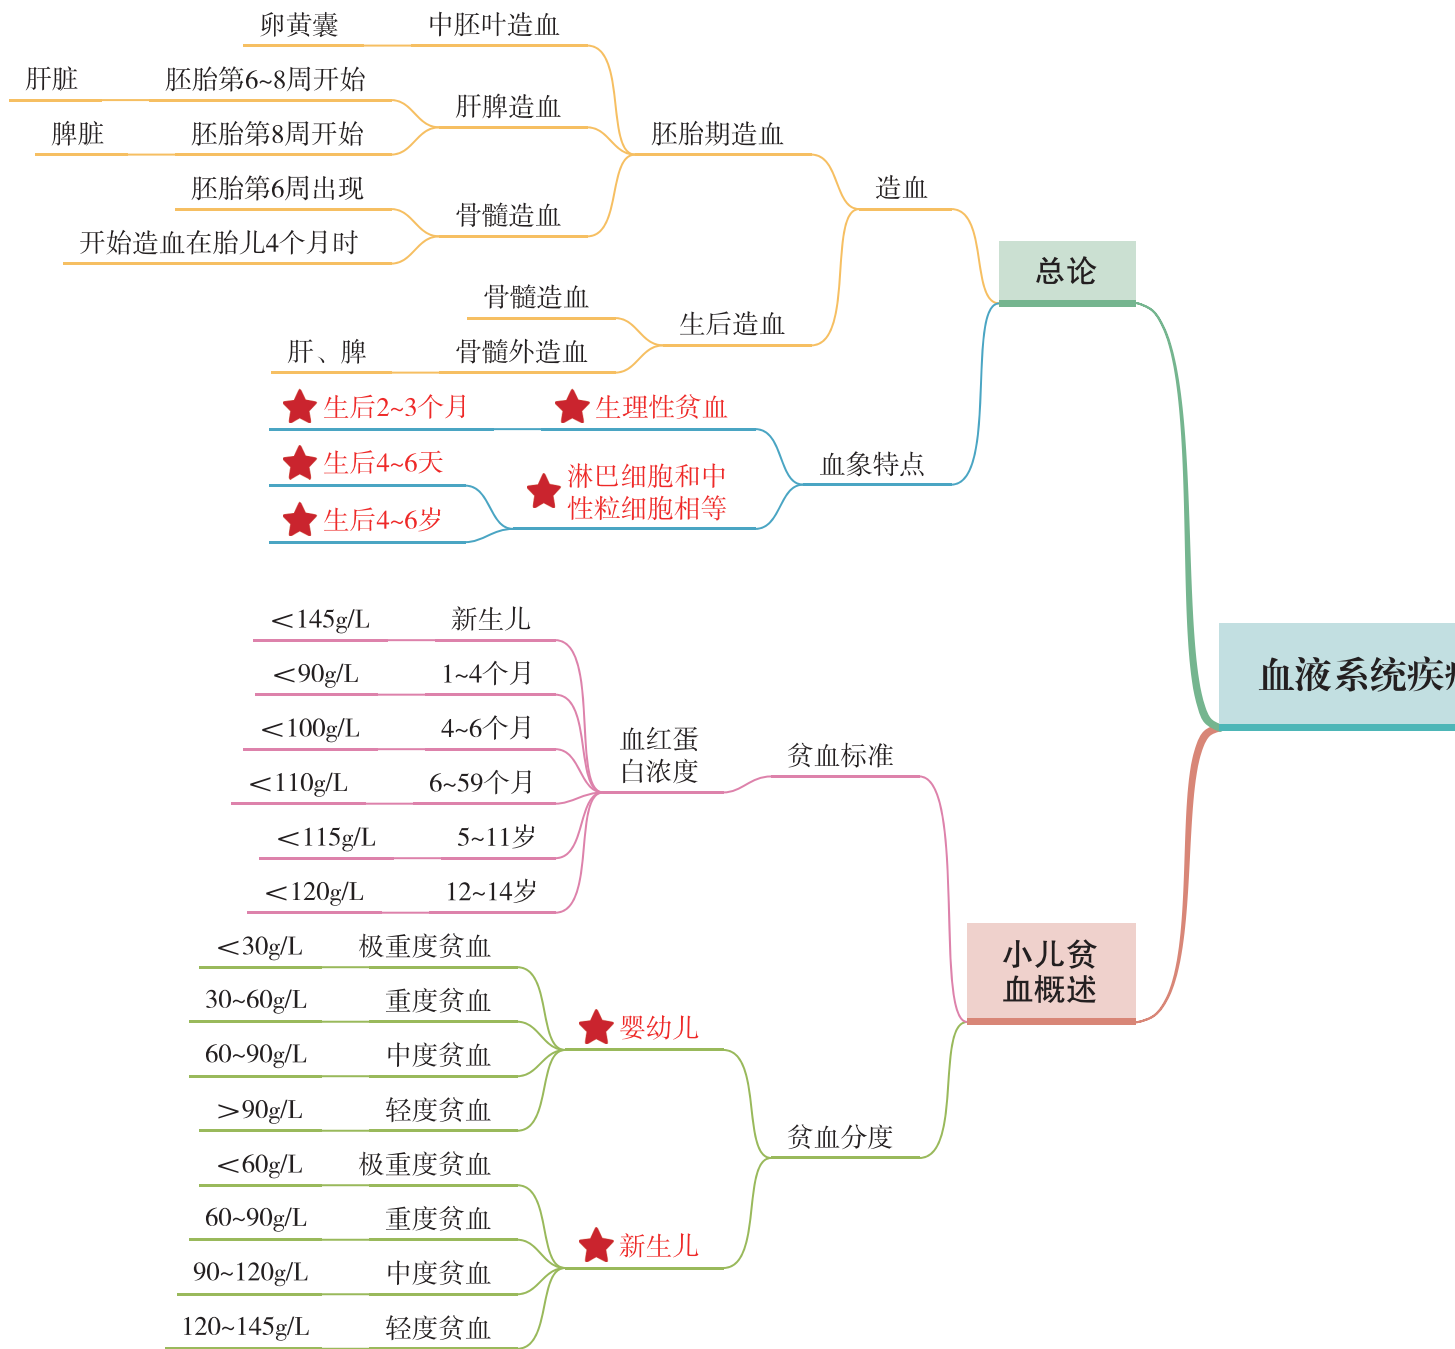 卵黄囊
中胚叶造血
肝脏
胚胎第6~8周开始
肝脾造血
脾脏
胚胎第8周开始
胚胎期造血
胚胎第6周出现
骨髓造血
开始造血在胎儿4个月时
造血
总论
骨髓造血
生后造血
肝、脾
骨髓外造血
生后2~3个月
生理性贫血
血象特点
生后4~6天
淋巴细胞和中
性粒细胞相等
生后4~6岁
<145g/L
新生儿
<90g/L
1~4个月
<100g/L
4~6个月
血红蛋
白浓度
贫血标准
<110g/L
6~59个月
<115g/L
5~11岁
<120g/L
12~14岁
血液系统疾
小儿贫
血概述
<30g/L
极重度贫血
30~60g/L
重度贫血
婴幼儿
60~90g/L
中度贫血
>90g/L
轻度贫血
贫血分度
<60g/L
极重度贫血
60~90g/L
重度贫血
新生儿
90~120g/L
中度贫血
120~145g/L
轻度贫血